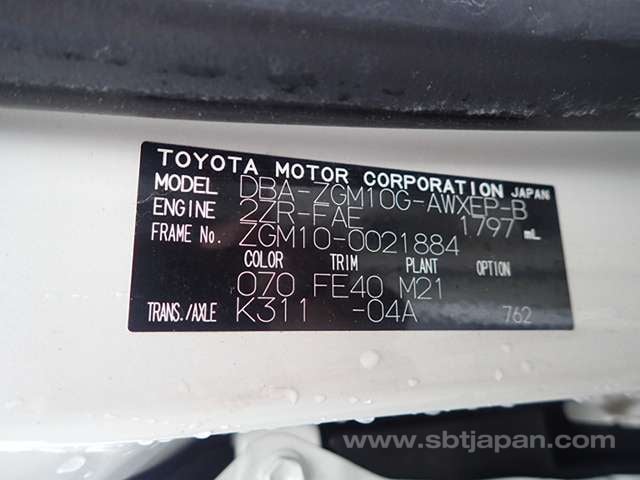 TOYOTA MOTOR CORPORATION JAPAN
MODEL DBA-ZGM10G-AWXEP-B
ENGINE 2ZR-FAE 1797 mL
FRAME No. ZGM10-0021884
COLOR TRIM PLANT OPTION
070 FE40 M21
TRANS./AXLE K311 -04A 762
www.sbtjapan.com